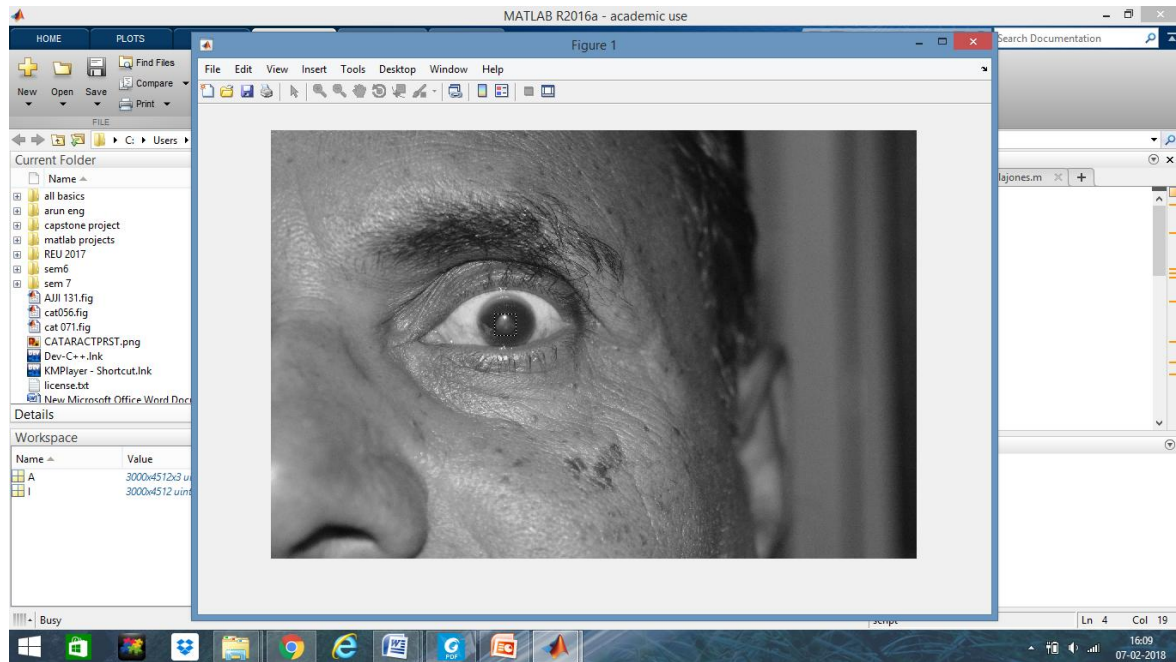 MATLAB R2016a - academic use
HOME PLOTS
Search Documentation
Figure 1
File Edit View Insert Tools Desktop Window Help
New Open Save
Find Files
Compare
Print
FILE
C: Users
Current Folder
lajones.m
Name
all basics
arun eng
capstone project
matlab projects
REU 2017
sem6
sem 7
AJJI 131.fig
cat056.fig
cat 071.fig
CATARACTPRST.png
Dev-C++.lnk
KMPlayer - Shortcut.lnk
license.txt
New Microsoft Office Word Docu
Details
Workspace
Name Value
A 3000x4512x3 ui
I 3000x4512 uint
Busy
script
Ln 4 Col 19
PDF
16:09
07-02-2018